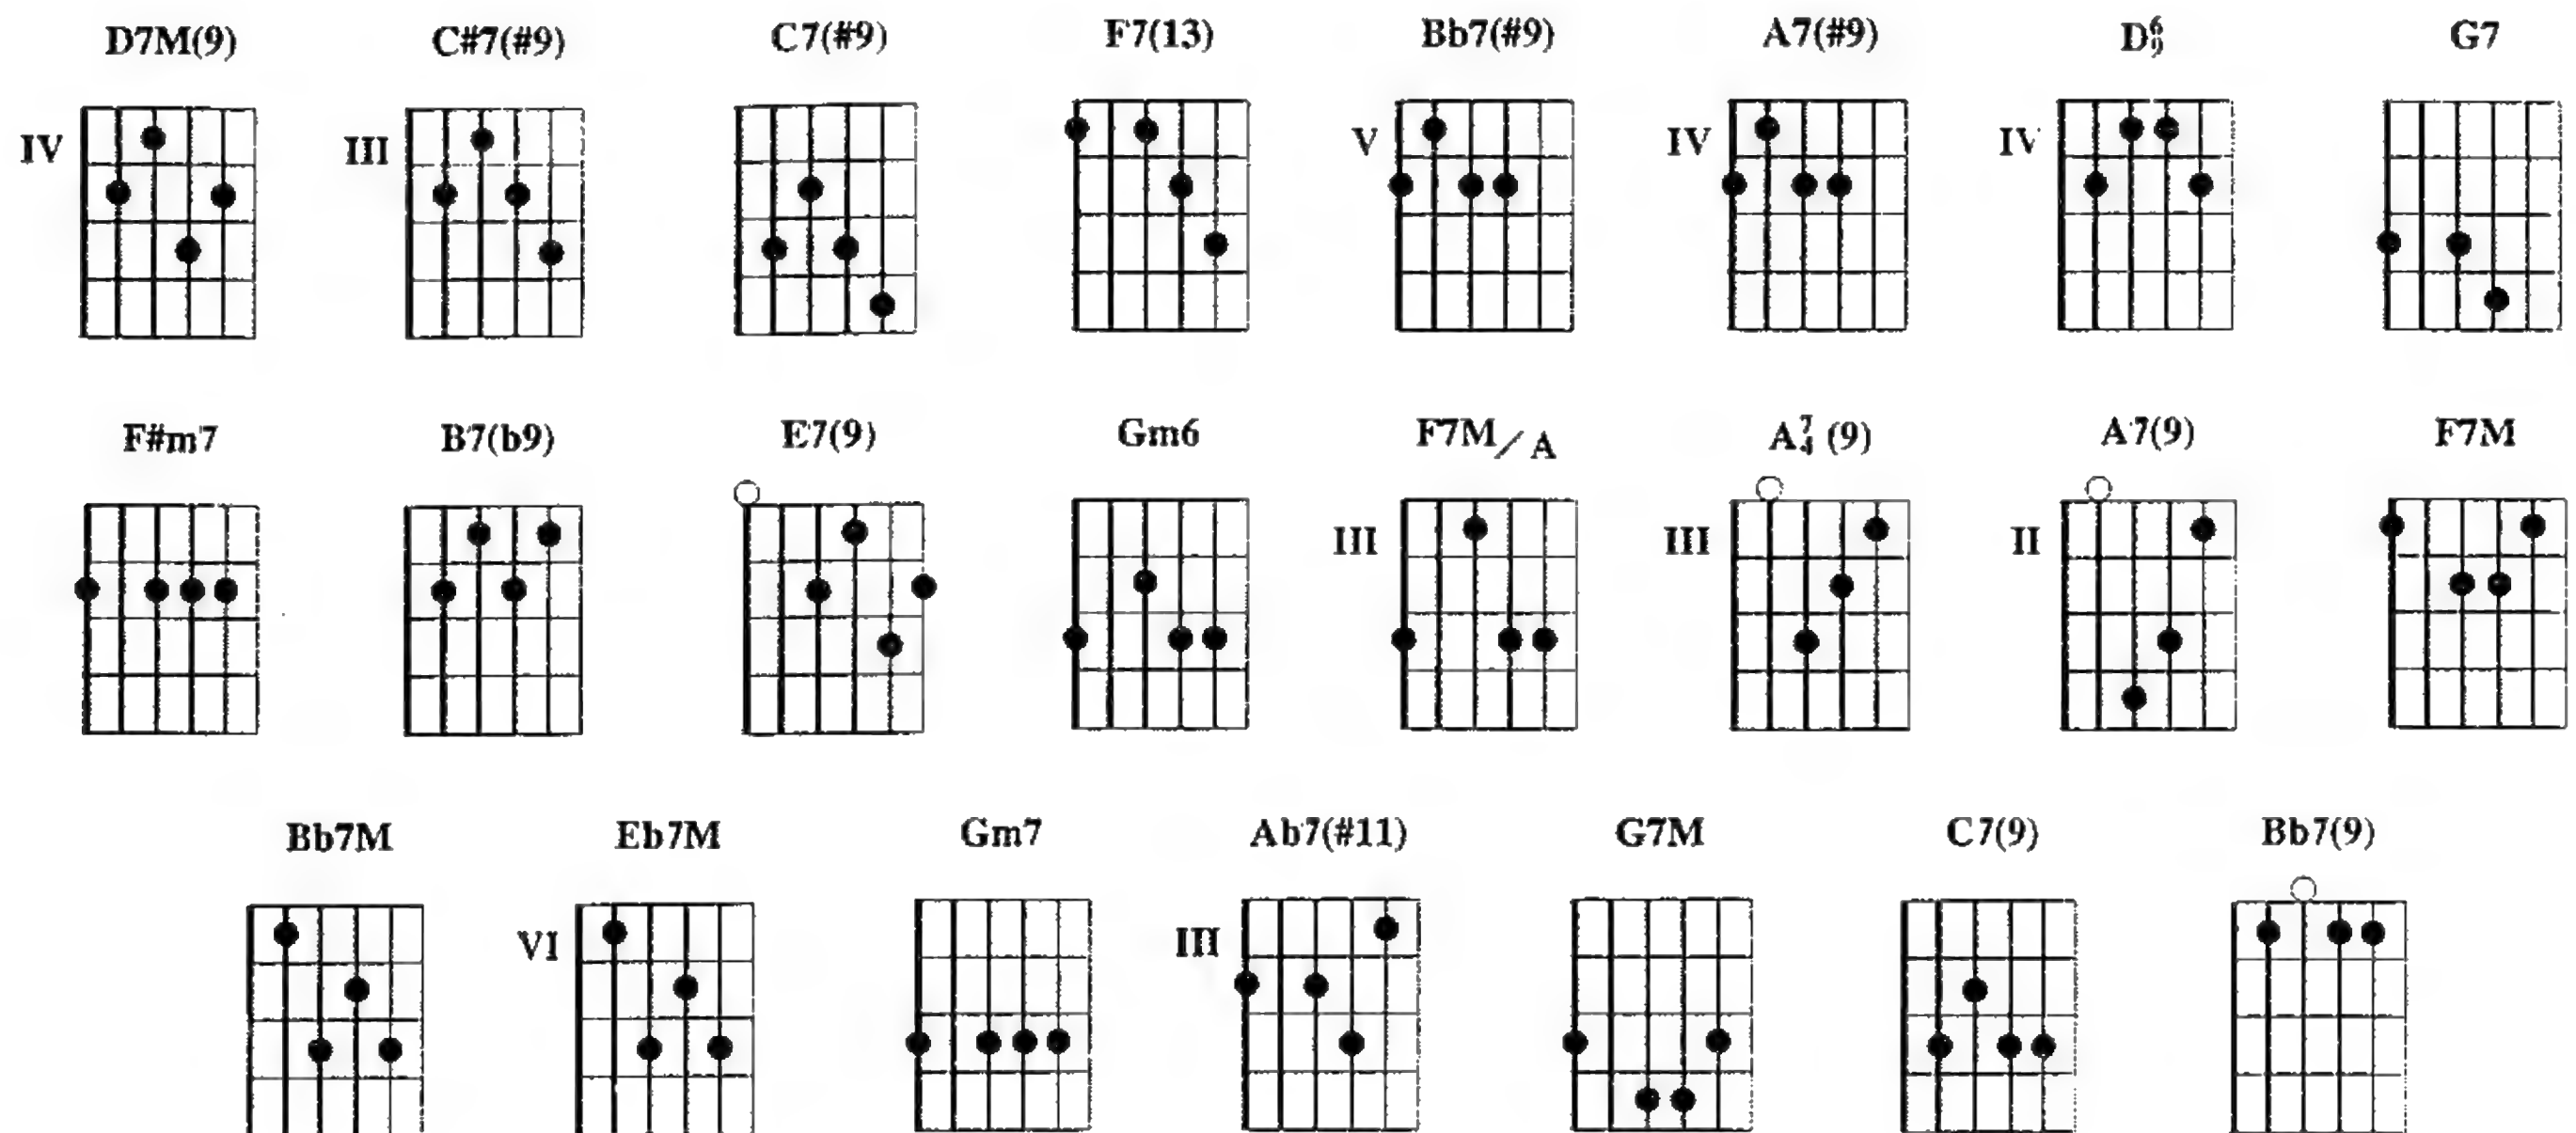 D7M(9) C#7(#9) C7(#9) F7(13) Bb7(#9) A7(#9) D6/9 G7
IV III V IV IV
F#m7 B7(b9) E7(9) Gm6 F7M/A A7/4 (9) A7(9) F7M
III III II
Bb7M Eb7M Gm7 Ab7(#11) G7M C7(9) Bb7(9)
VI III